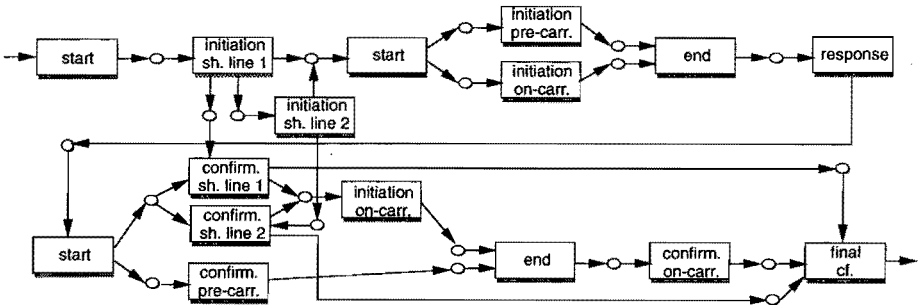 start
initiation
sh. line 1
start
initiation
pre-carr.
initiation
on-carr.
end
response
initiation
sh. line 2
start
confirm.
sh. line 1
confirm.
sh. line 2
confirm.
pre-carr.
initiation
on-carr.
end
confirm.
on-carr.
final
cf.